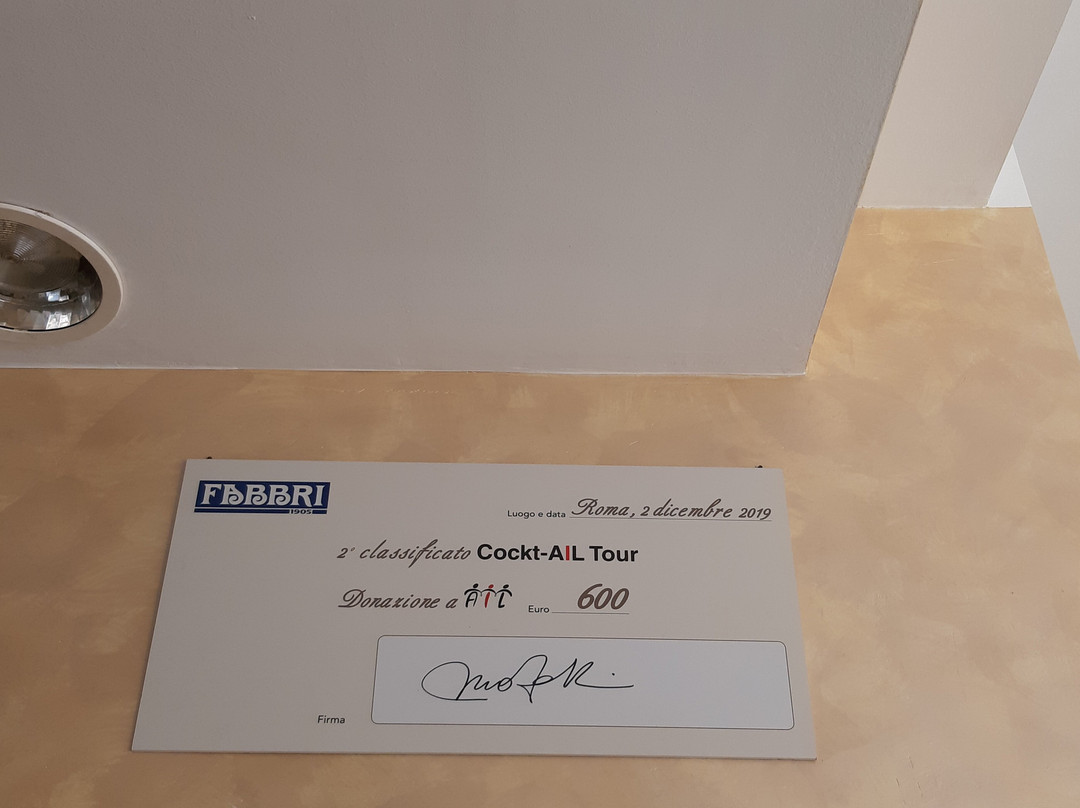 FABBRI
1905
Luogo e data Roma, 2 dicembre 2019
2° classificato Cockt-AIL Tour
Donazione a AIL Euro 600
Firma